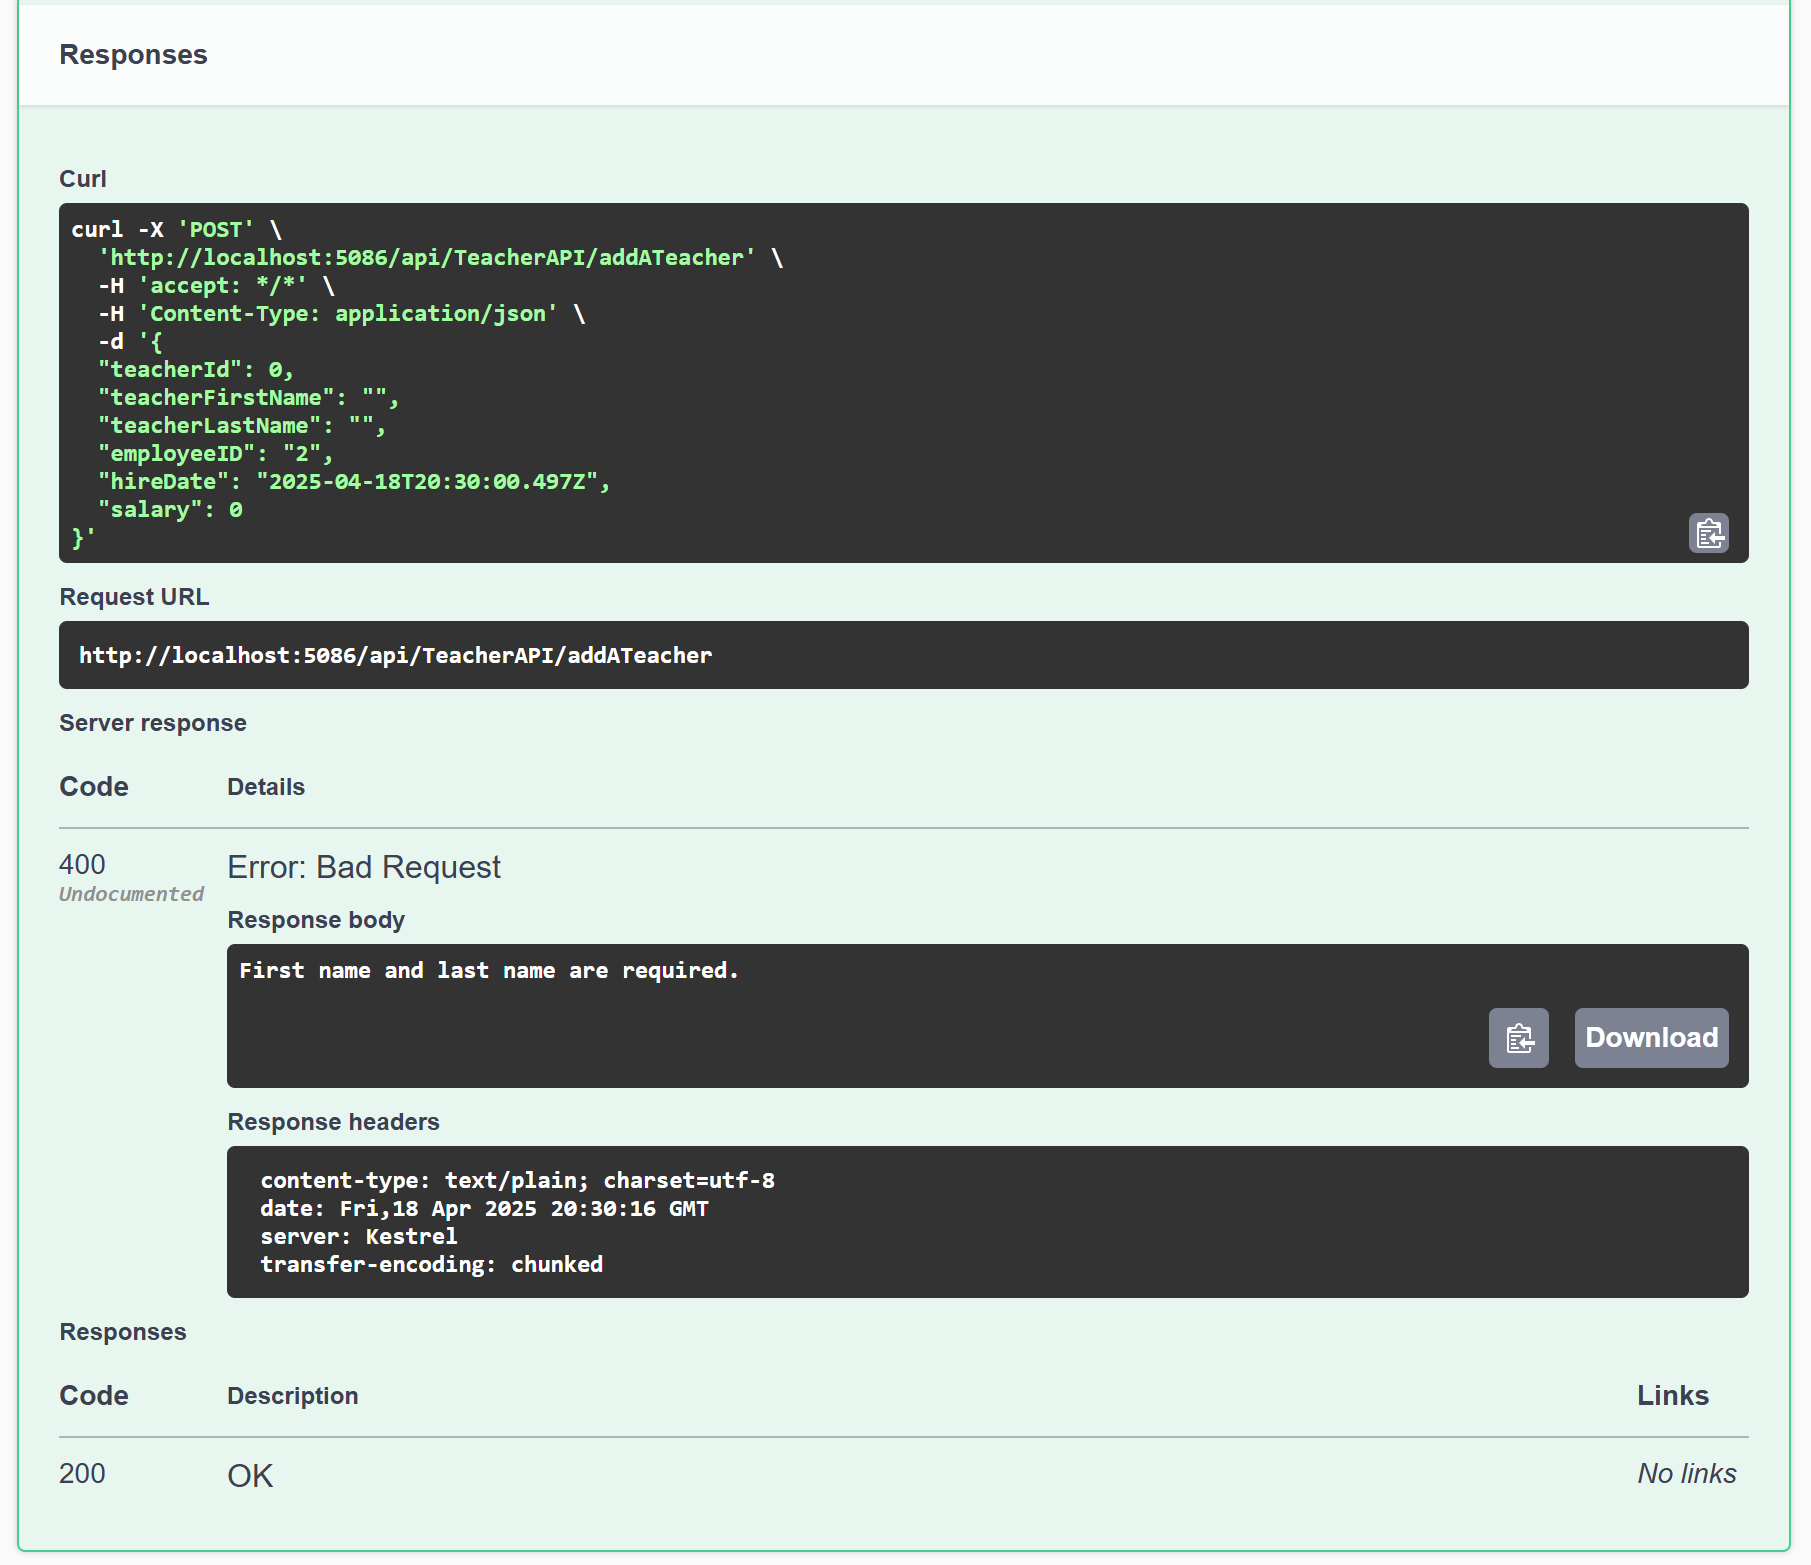 Responses
Curl
curl -X 'POST' \
  'http://localhost:5086/api/TeacherAPI/addATeacher' \
  -H 'accept: */*' \
  -H 'Content-Type: application/json' \
  -d '{
  "teacherId": 0,
  "teacherFirstName": "",
  "teacherLastName": "",
  "employeeID": "2",
  "hireDate": "2025-04-18T20:30:00.497Z",
  "salary": 0
}'
Request URL
http://localhost:5086/api/TeacherAPI/addATeacher
Server response
Code Details
400 Error: Bad Request
Undocumented
Response body
First name and last name are required.
Download
Response headers
content-type: text/plain; charset=utf-8
date: Fri,18 Apr 2025 20:30:16 GMT
server: Kestrel
transfer-encoding: chunked
Responses
Code Description Links
200 OK No links